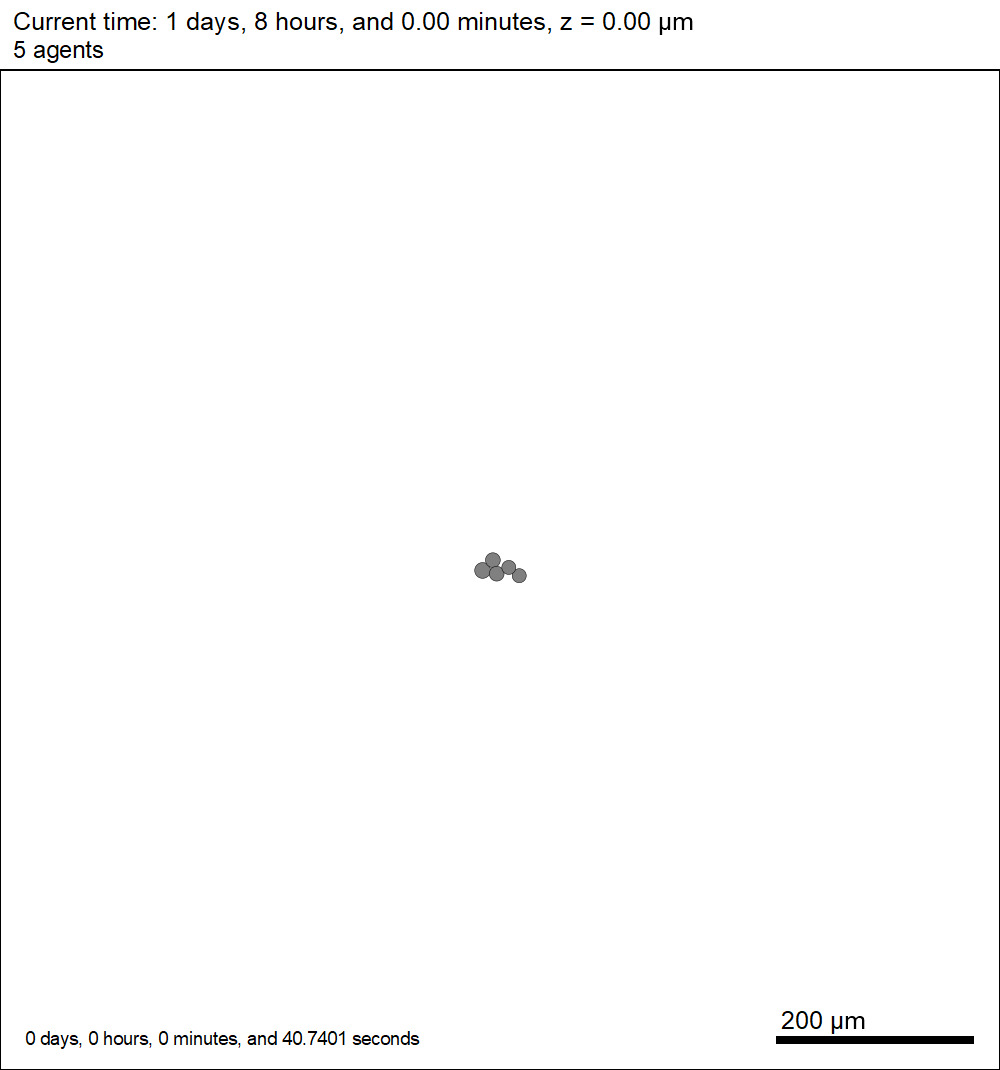 Current time: 1 days, 8 hours, and 0.00 minutes, z = 0.00 μm
5 agents
200 μm
0 days, 0 hours, 0 minutes, and 40.7401 seconds